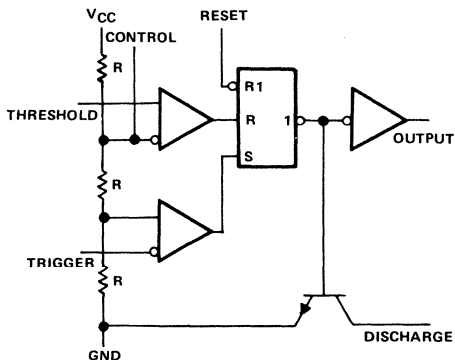 VCC
CONTROL
RESET
R
THRESHOLD
R1
R
1
S
OUTPUT
R
TRIGGER
R
DISCHARGE
GND